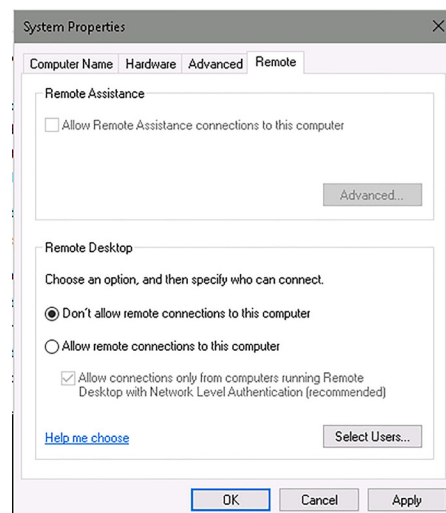 System Properties
Computer Name Hardware Advanced Remote
Remote Assistance
Allow Remote Assistance connections to this computer
Advanced...
Remote Desktop
Choose an option, and then specify who can connect.
Don't allow remote connections to this computer
Allow remote connections to this computer
Allow connections only from computers running Remote
Desktop with Network Level Authentication (recommended)
Help me choose Select Users...
OK Cancel Apply